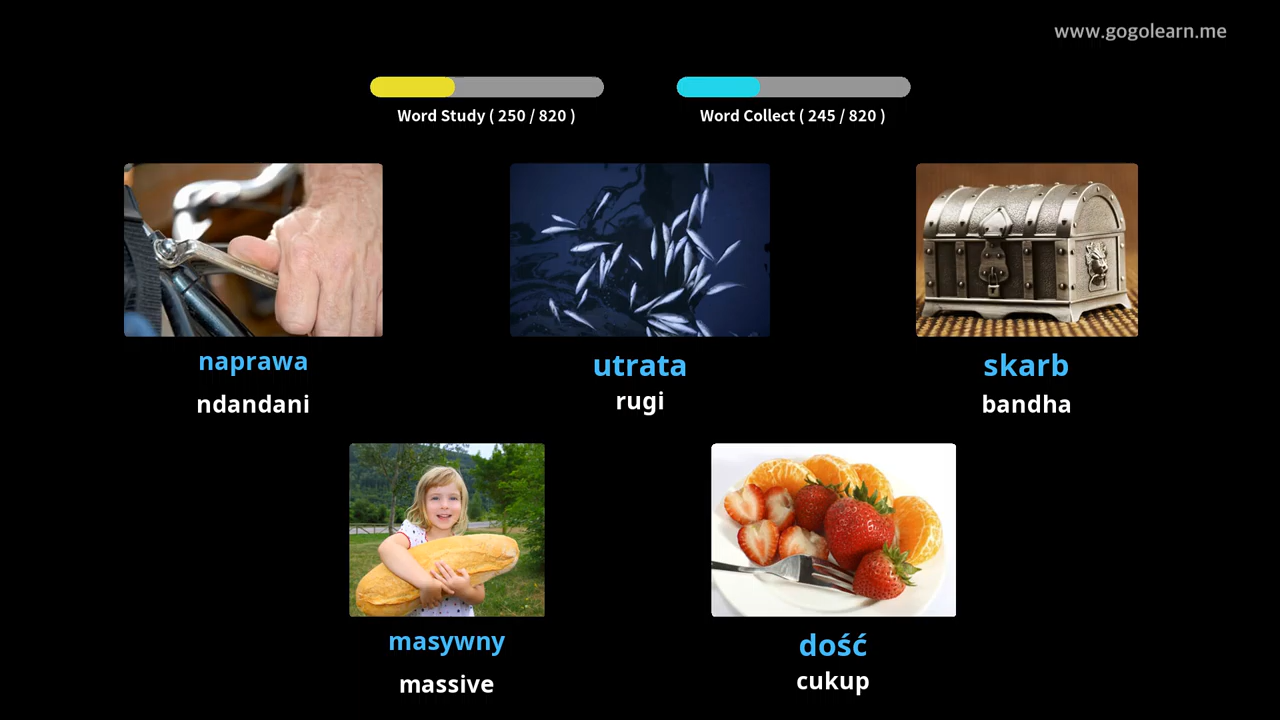 www.gogolearn.me
Word Study ( 250 / 820 )
Word Collect ( 245 / 820 )
naprawa
ndandani
utrata
rugi
skarb
bandha
masywny
massive
dość
cukup